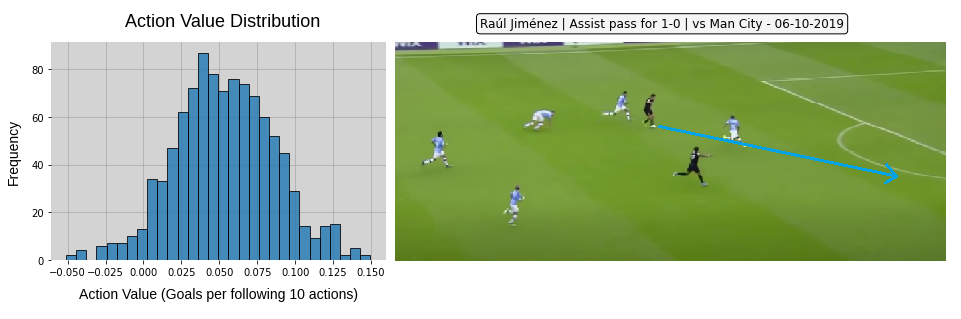 Action Value Distribution
Raúl Jiménez | Assist pass for 1-0 | vs Man City - 06-10-2019
Frequency
80
60
40
20
0
−0.050 −0.025 0.000 0.025 0.050 0.075 0.100 0.125 0.150
Action Value (Goals per following 10 actions)